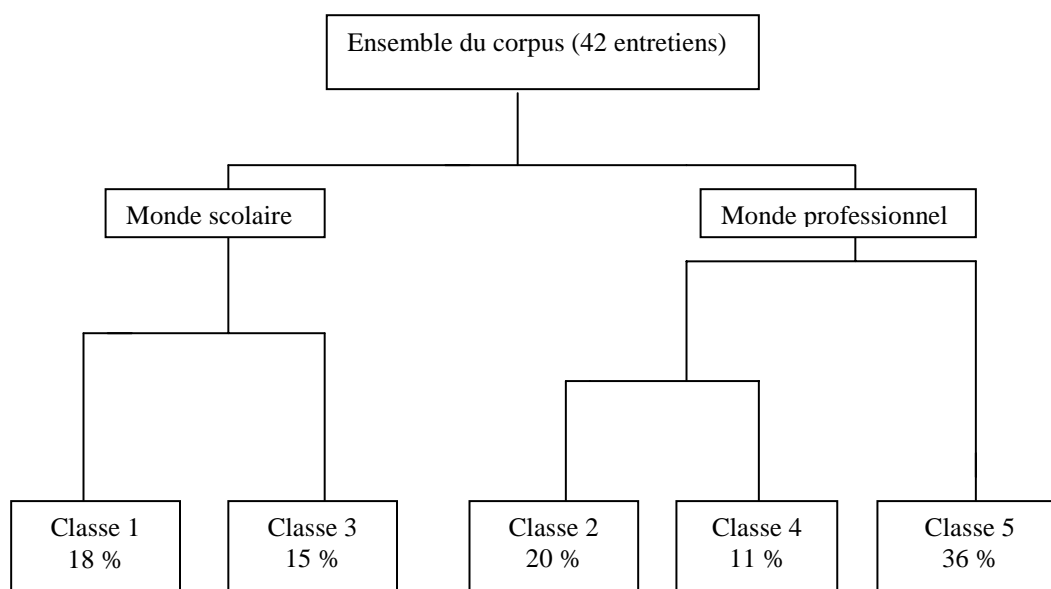 Ensemble du corpus (42 entretiens)
Monde scolaire
Monde professionnel
Classe 1
18 %
Classe 3
15 %
Classe 2
20 %
Classe 4
11 %
Classe 5
36 %